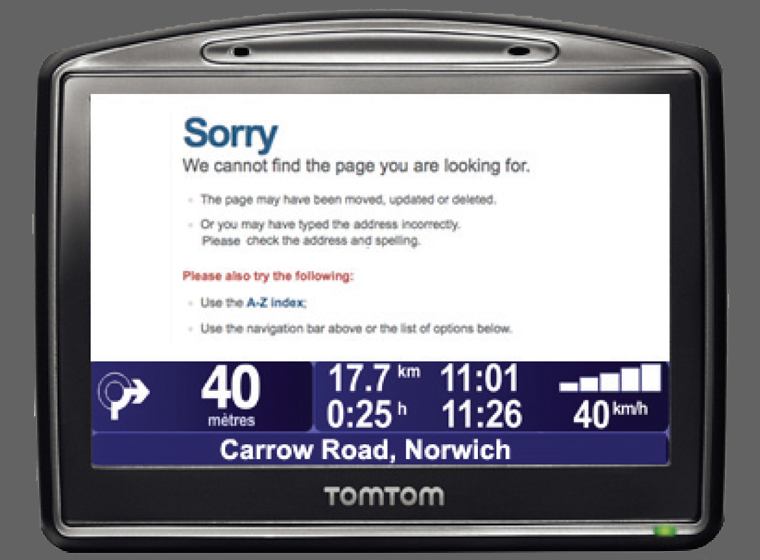 Sorry
We cannot find the page you are looking for.
The page may have been moved, updated or deleted.
Or you may have typed the address incorrectly.
Please check the address and spelling.
Please also try the following:
Use the A-Z index;
Use the navigation bar above or the list of options below.
40 17.7 km 11:01
mètres 0:25 h 11:26 40 km/h
Carrow Road, Norwich
TOMTOM